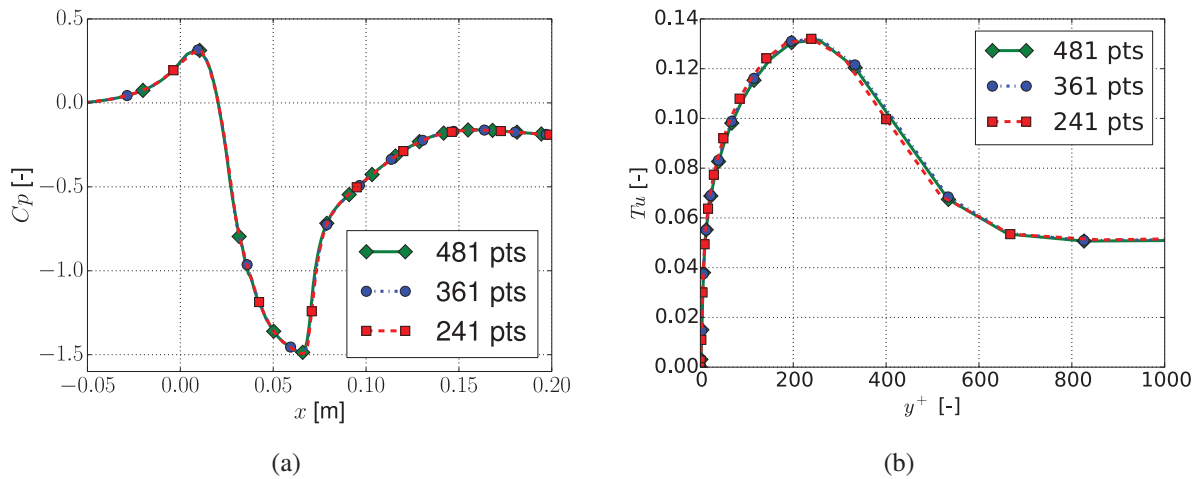 0.5
0.0
−0.5
−1.0
−1.5
Cp [-]
−0.05 0.00 0.05 0.10 0.15 0.20
x [m]
481 pts
361 pts
241 pts
(a)
0.14
0.12
0.10
0.08
0.06
0.04
0.02
0.00
Tu [-]
0 200 400 600 800 1000
y⁺ [-]
481 pts
361 pts
241 pts
(b)